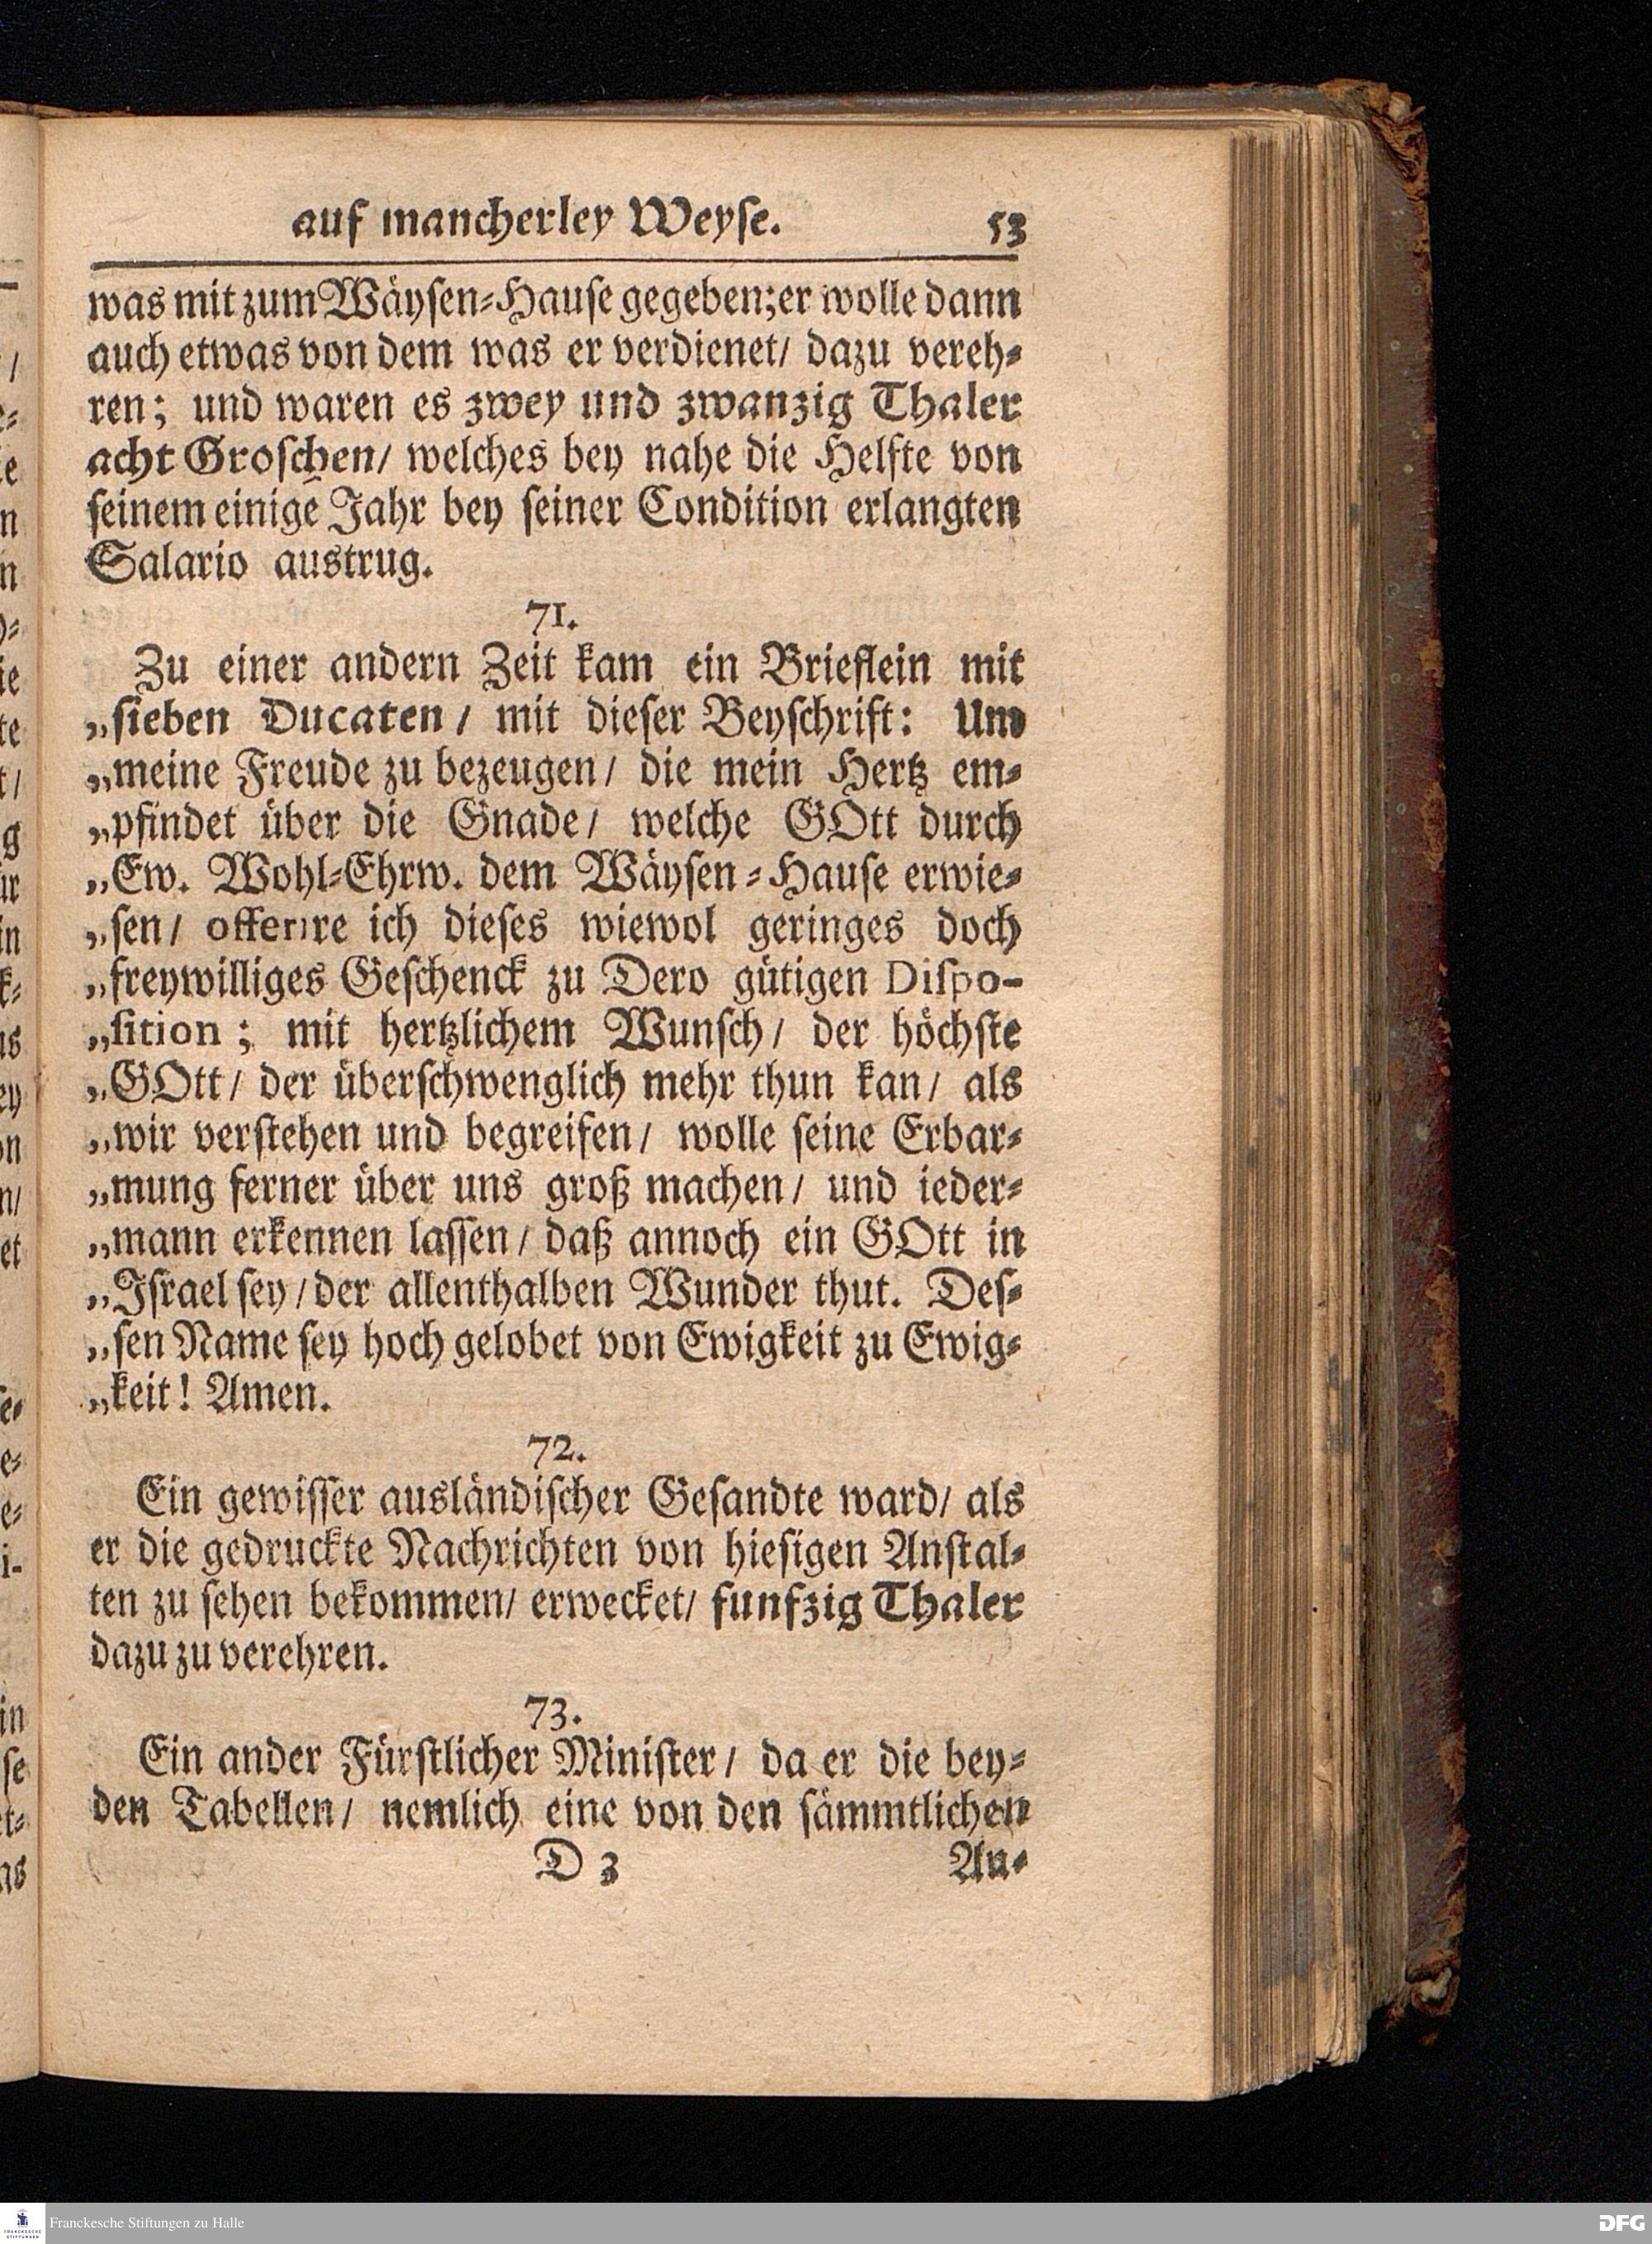 auf mancherley Weyſe. 53
was mit zum Wäyſen-Hauſe gegeben; er wolle dann
auch etwas von dem was er verdienet/ dazu vereh-
ren; und waren es zwey und zwanzig Thaler
acht Groſchen/ welches bey nahe die Helfte von
ſeinem einigē Jahr bey ſeiner Condition erlangten
Salario austrug.
71.
Zu einer andern Zeit kam ein Brieflein mit
„ſieben Ducaten/ mit dieſer Beyſchrift: Um
„meine Freude zu bezeugen/ die mein Hertz em-
„pfindet über die Gnade/ welche GOtt durch
„Ew. Wohl-Ehrw. dem Wäyſen-Hauſe erwie-
„ſen/ offerire ich dieſes wiewol geringes doch
„freywilliges Geſchenck zu Dero gütigen Diſpo-
„ſition; mit hertzlichem Wunſch/ der höchſte
„GOtt/ der überſchwenglich mehr thun kan/ als
„wir verſtehen und begreifen/ wolle ſeine Erbar-
„mung ferner über uns groß machen/ und ieder-
„mann erkennen laſſen/ daß annoch ein GOtt in
„Iſrael ſey/ der allenthalben Wunder thut. Deſ-
„ſen Name ſey hoch gelobet von Ewigkeit zu Ewig-
„keit! Amen.
72.
Ein gewiſſer ausländiſcher Geſandte ward/ als
er die gedruckte Nachrichten von hieſigen Anſtal-
ten zu ſehen bekommen/ erwecket/ funfzig Thaler
dazu zu verehren.
73.
Ein ander Fürſtlicher Miniſter/ da er die bey-
den Tabellen/ nemlich eine von den ſämmtlichen
D 3 An-
FRANCKESCHE STIFTUNGEN
Franckesche Stiftungen zu Halle
DFG